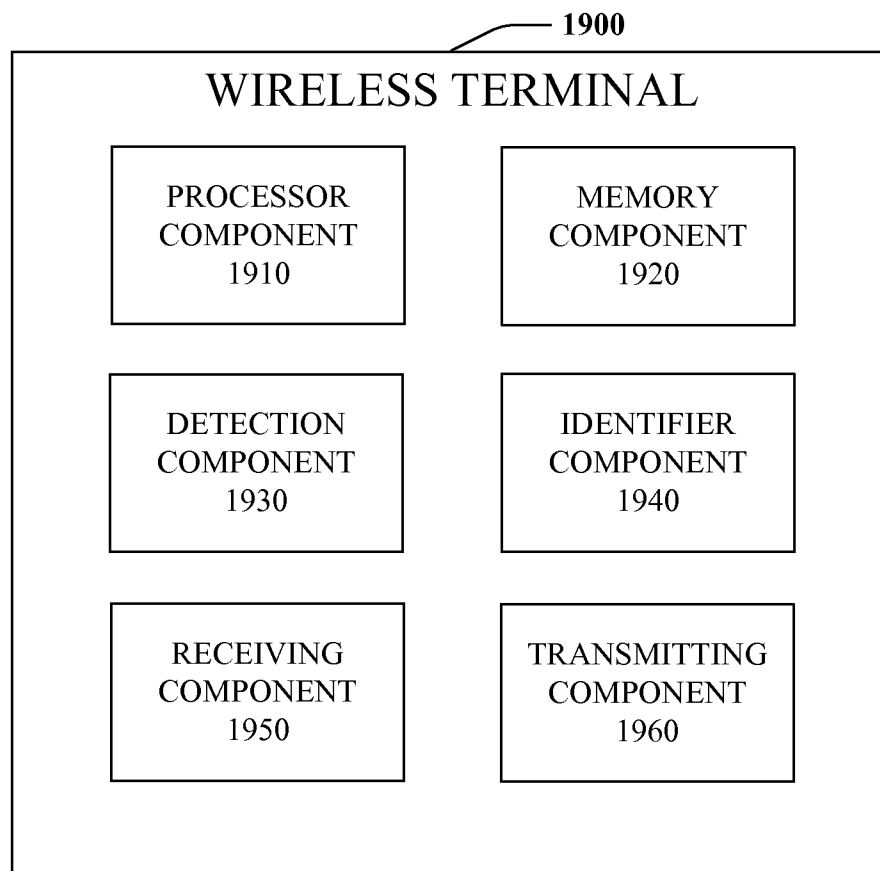 1900
WIRELESS TERMINAL
PROCESSOR
COMPONENT
1910
MEMORY
COMPONENT
1920
DETECTION
COMPONENT
1930
IDENTIFIER
COMPONENT
1940
RECEIVING
COMPONENT
1950
TRANSMITTING
COMPONENT
1960